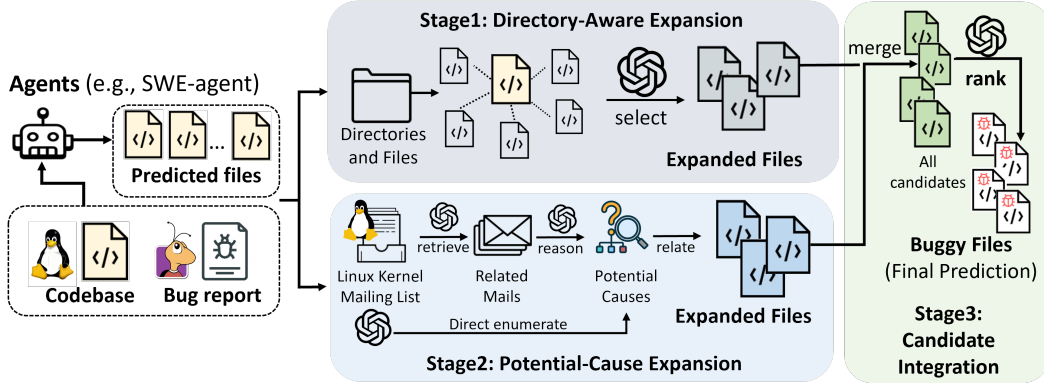 Agents (e.g., SWE-agent)
</>
</>
...
</>
Predicted files
Codebase
</>
Bug report
Stage1: Directory-Aware Expansion
Directories
and Files
</>
</>
</>
</>
</>
</>
select
</>
</>
</>
Expanded Files
Linux Kernel
Mailing List
retrieve
Related
Mails
reason
?
Potential
Causes
relate
</>
</>
</>
Expanded Files
Direct enumerate
Stage2: Potential-Cause Expansion
merge
</>
</>
</>
</>
All
candidates
rank
</>
</>
</>
</>
Buggy Files
(Final Prediction)
Stage3:
Candidate
Integration